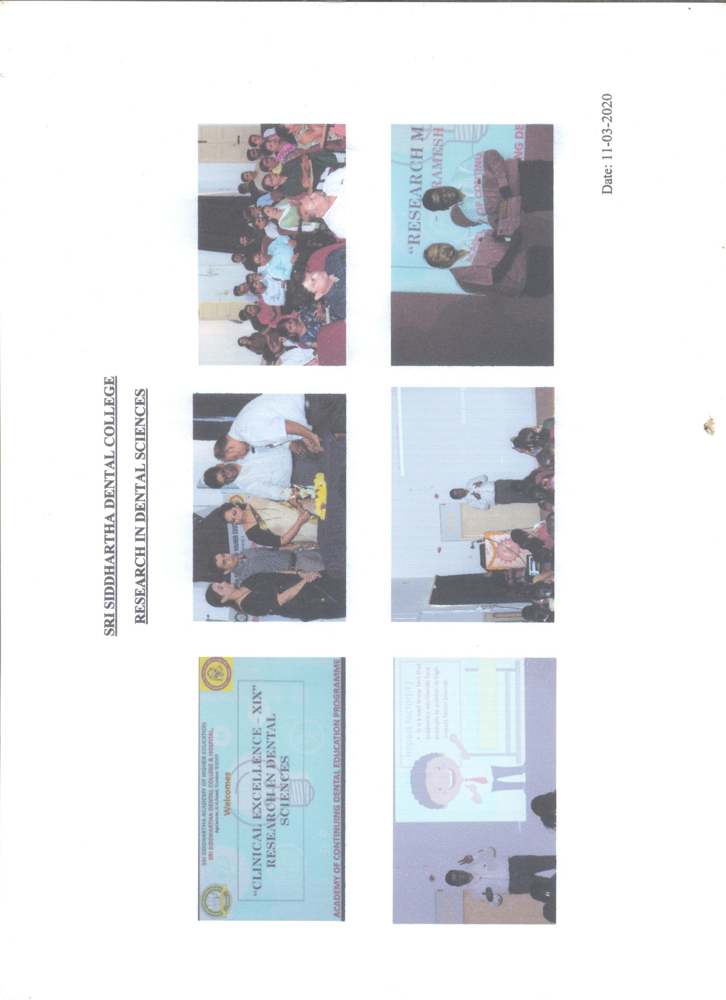 SRI SIDDHARTHA DENTAL COLLEGE
RESEARCH IN DENTAL SCIENCES
SRI SIDDHARTHA ACADEMY OF HIGHER EDUCATION
SRI SIDDHARTHA DENTAL COLLEGE & HOSPITAL,
Agalakote, B.H.Road, Tumkur-572107
Welcomes
“CLINICAL EXCELLENCE – XIX”
RESEARCH IN DENTAL
SCIENCES
ACADEMY OF CONTINUING DENTAL EDUCATION PROGRAMME
F HIGHER EDUC
Impact factor(IF)
• It is a well know fact that
academics worldwide face
pressure to publish in high
impact factor journal.
Good mornin
“RESEARCH M
– RAMESH
OF CONTINU
NG DE
Date: 11-03-2020